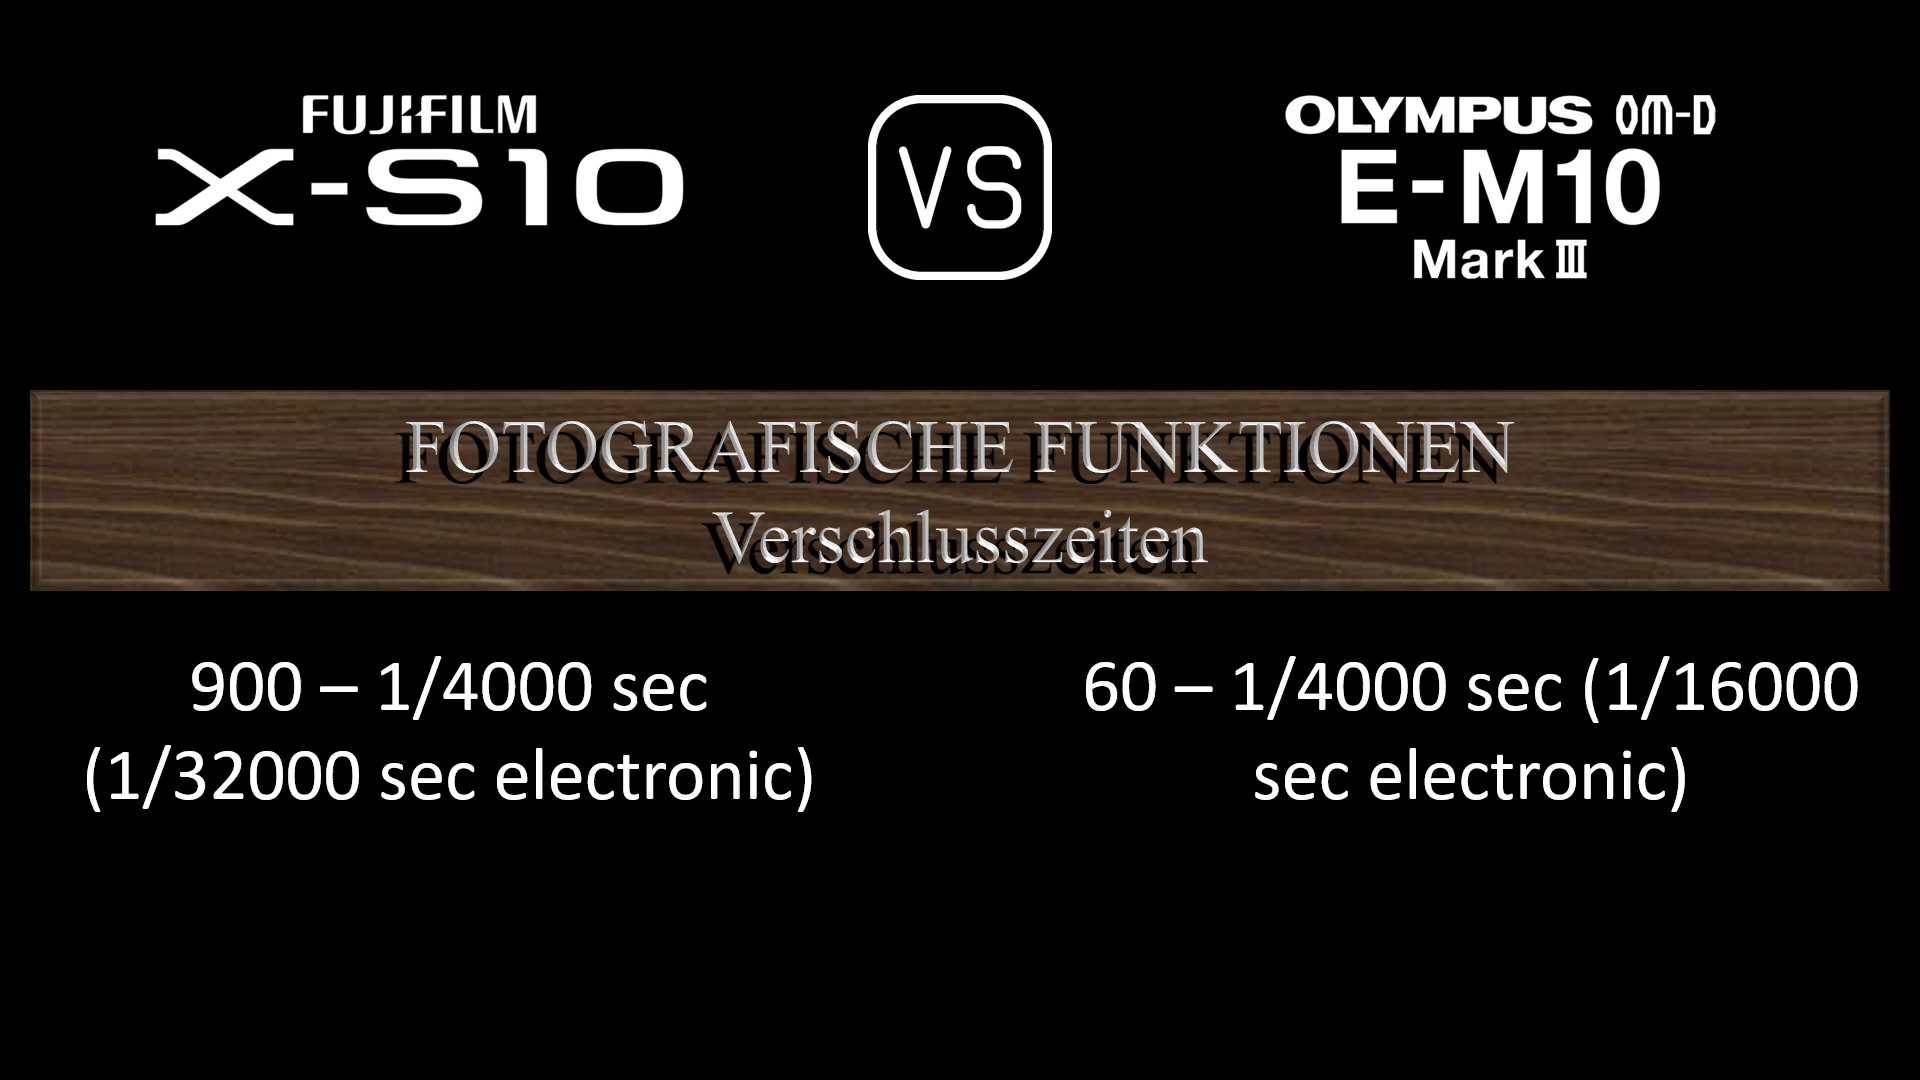 FUJIFILM
X-S10
VS
OLYMPUS OM-D
E-M10
Mark III
FOTOGRAFISCHE FUNKTIONEN
Verschlusszeiten
900 – 1/4000 sec
(1/32000 sec electronic)
60 – 1/4000 sec (1/16000
sec electronic)